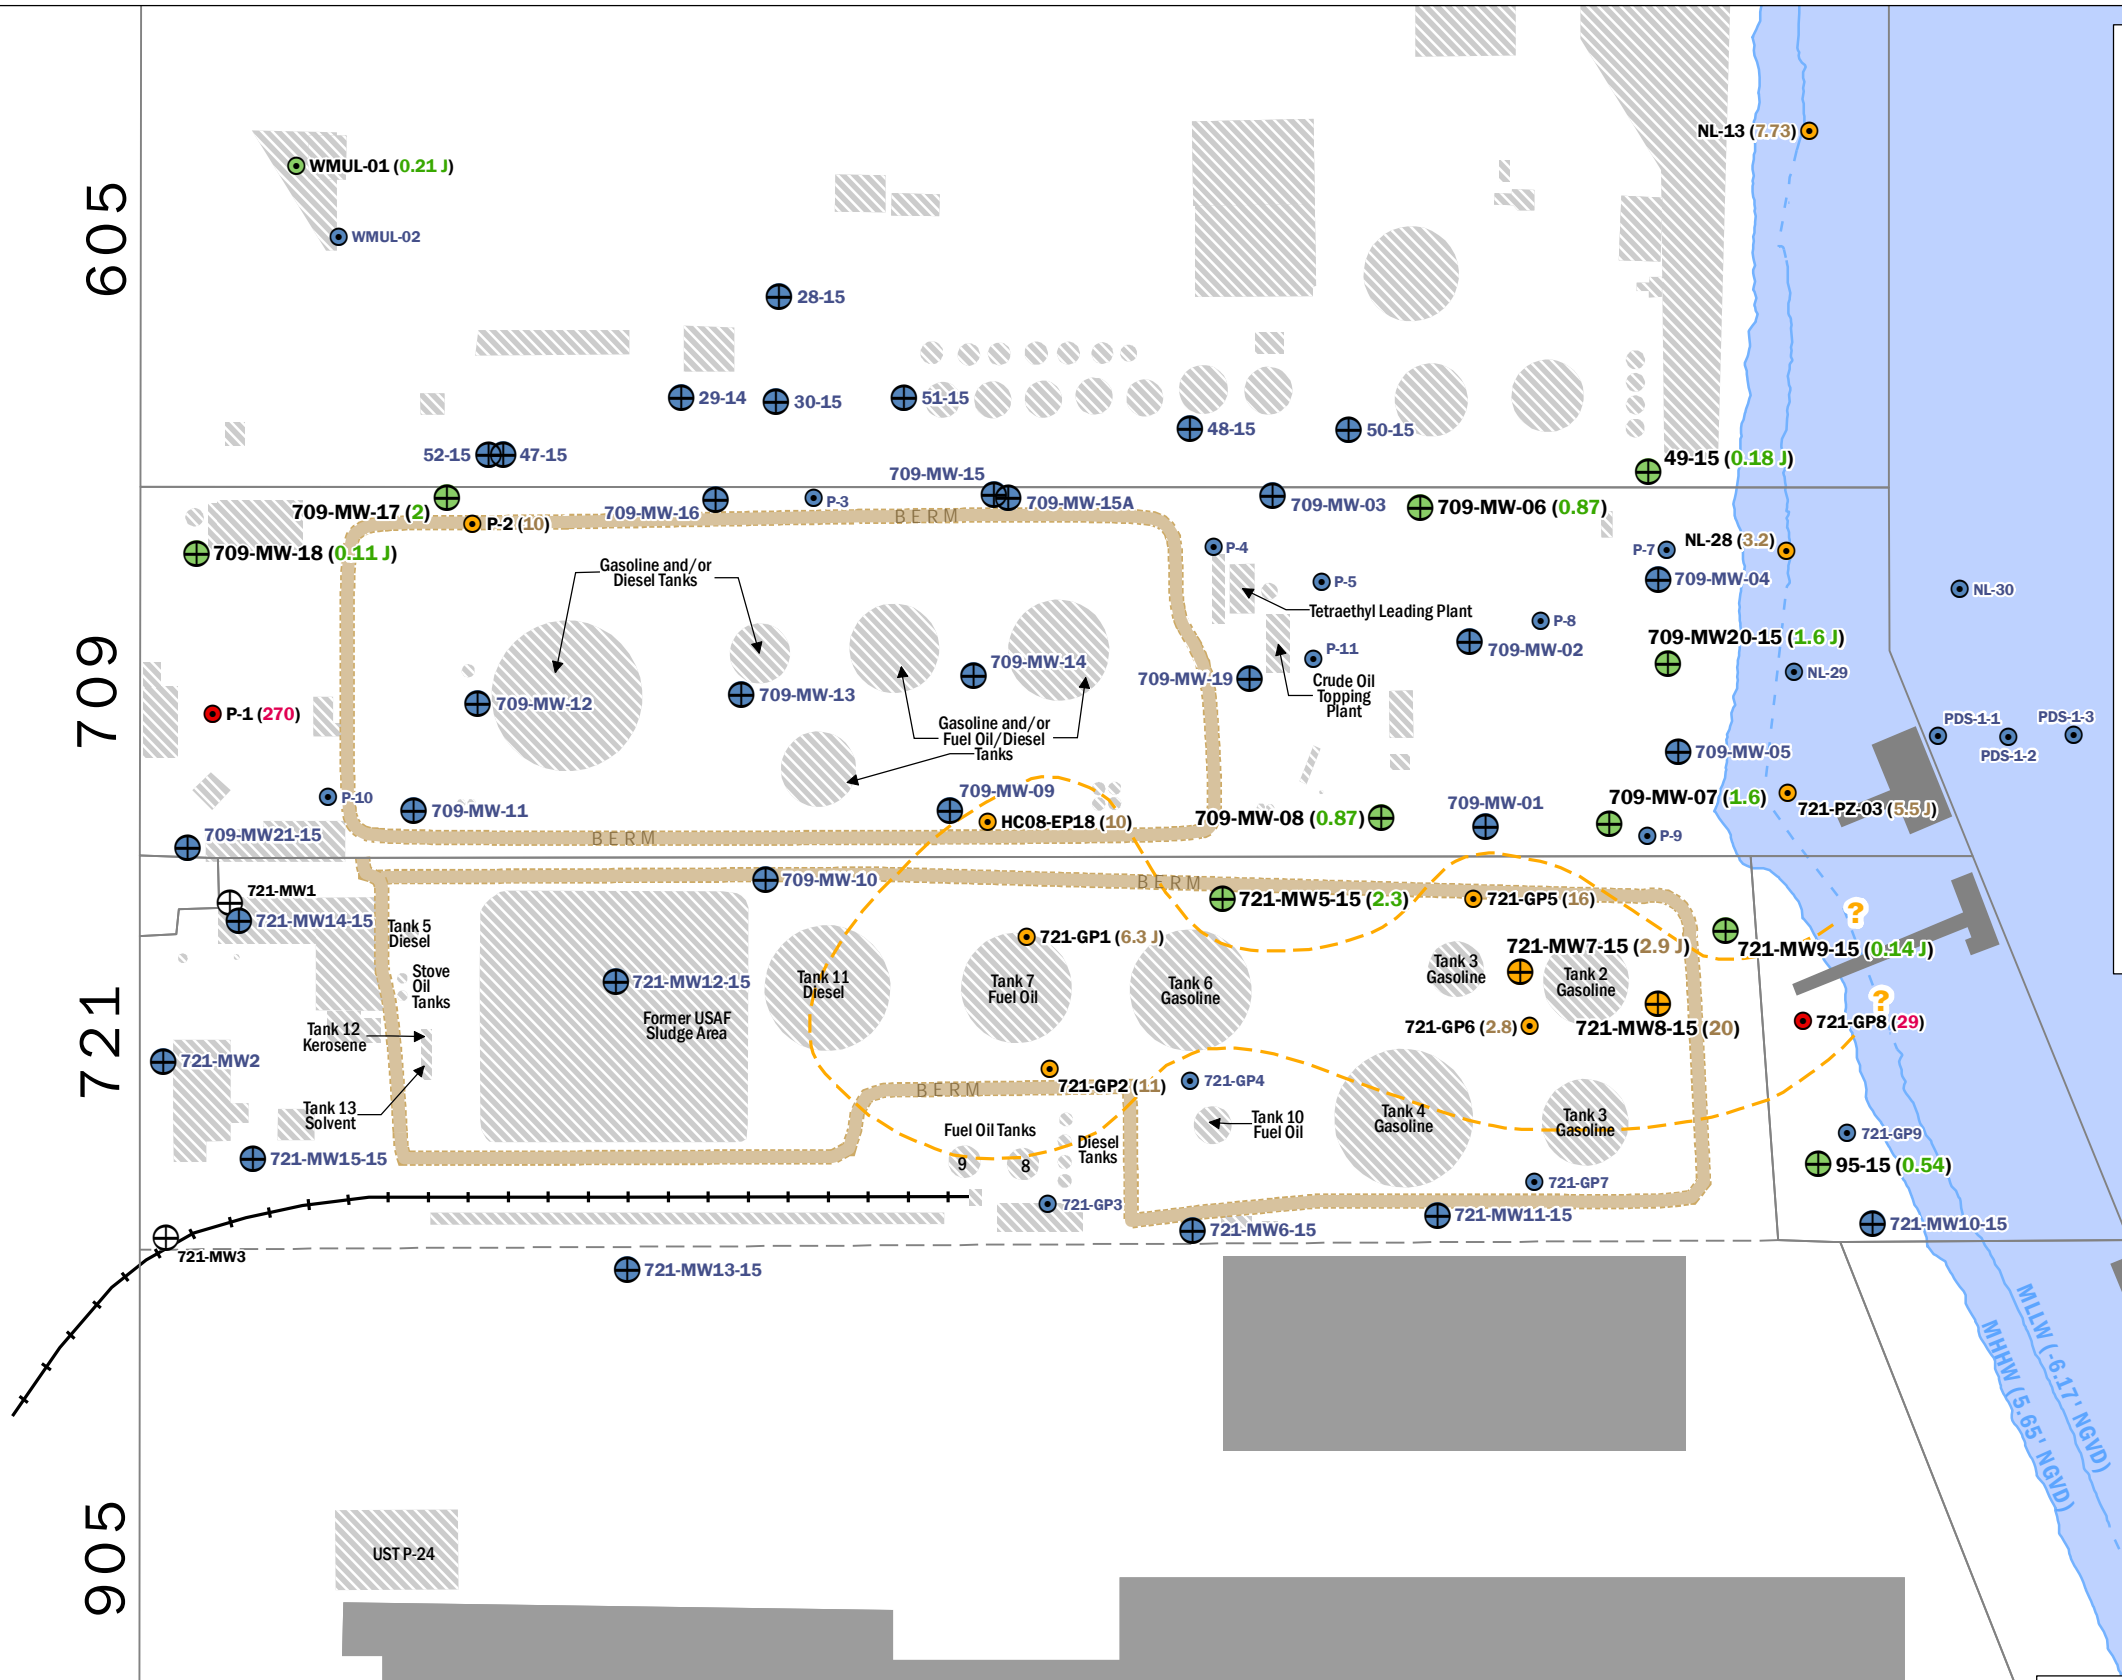 605
NL-13 (7.73)
WMUL-01 (0.21 J)
WMUL-02
28-15
29-14
30-15
51-15
48-15
50-15
52-15
47-15
49-15 (0.18 J)
709
709-MW-15
709-MW-15A
709-MW-17 (2)
P-2 (10)
709-MW-16
P-3
BERM
709-MW-03
709-MW-06 (0.87)
709-MW-18 (0.11 J)
P-4
P-7
NL-28 (3.2)
Gasoline and/or
Diesel Tanks
P-5
709-MW-04
NL-30
Tetraethyl Leading Plant
P-8
709-MW-02
709-MW20-15 (1.6 J)
709-MW-14
P-11
709-MW-19
NL-29
Crude Oil
Topping
Plant
709-MW-12
709-MW-13
P-1 (270)
Gasoline and/or
Fuel Oil/Diesel
Tanks
PDS-1-1
PDS-1-2
PDS-1-3
709-MW-05
P-10
709-MW-11
709-MW-09
HC08-EP18 (10)
709-MW-08 (0.87)
709-MW-01
709-MW-07 (1.6)
721-PZ-03 (5.5 J)
P-9
709-MW21-15
BERM
721
721-MW1
721-MW14-15
709-MW-10
BERM
721-MW5-15 (2.3)
721-GP5 (16)
?
Tank 5
Diesel
721-GP1 (6.3 J)
721-MW7-15 (2.9 J)
721-MW9-15 (0.14 J)
Stove
Oil
Tanks
721-MW12-15
Tank 11
Diesel
Tank 7
Fuel Oil
Tank 6
Gasoline
Tank 3
Gasoline
Tank 2
Gasoline
?
Former USAF
Sludge Area
721-GP6 (2.8)
721-MW8-15 (20)
721-GP8 (29)
Tank 12
Kerosene
721-MW2
721-GP2 (11)
721-GP4
BERM
Tank 13
Solvent
Fuel Oil Tanks
9
8
Diesel
Tanks
Tank 10
Fuel Oil
Tank 4
Gasoline
Tank 3
Gasoline
721-GP9
721-MW15-15
95-15 (0.54)
721-GP3
721-GP7
721-MW6-15
721-MW11-15
721-MW10-15
721-MW3
721-MW13-15
MLLW (-6.17' NGVD)
MHHW (5.65' NGVD)
905
UST P-24